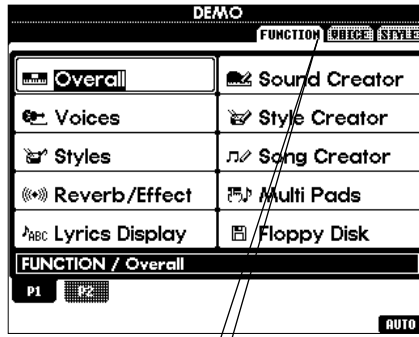 DEMO
FUNCTION VOICE STYLE
Overall
Sound Creator
Voices
Style Creator
Styles
Song Creator
Reverb/Effect
Multi Pads
ABC Lyrics Display
Floppy Disk
FUNCTION / Overall
P1 P2
AUTO